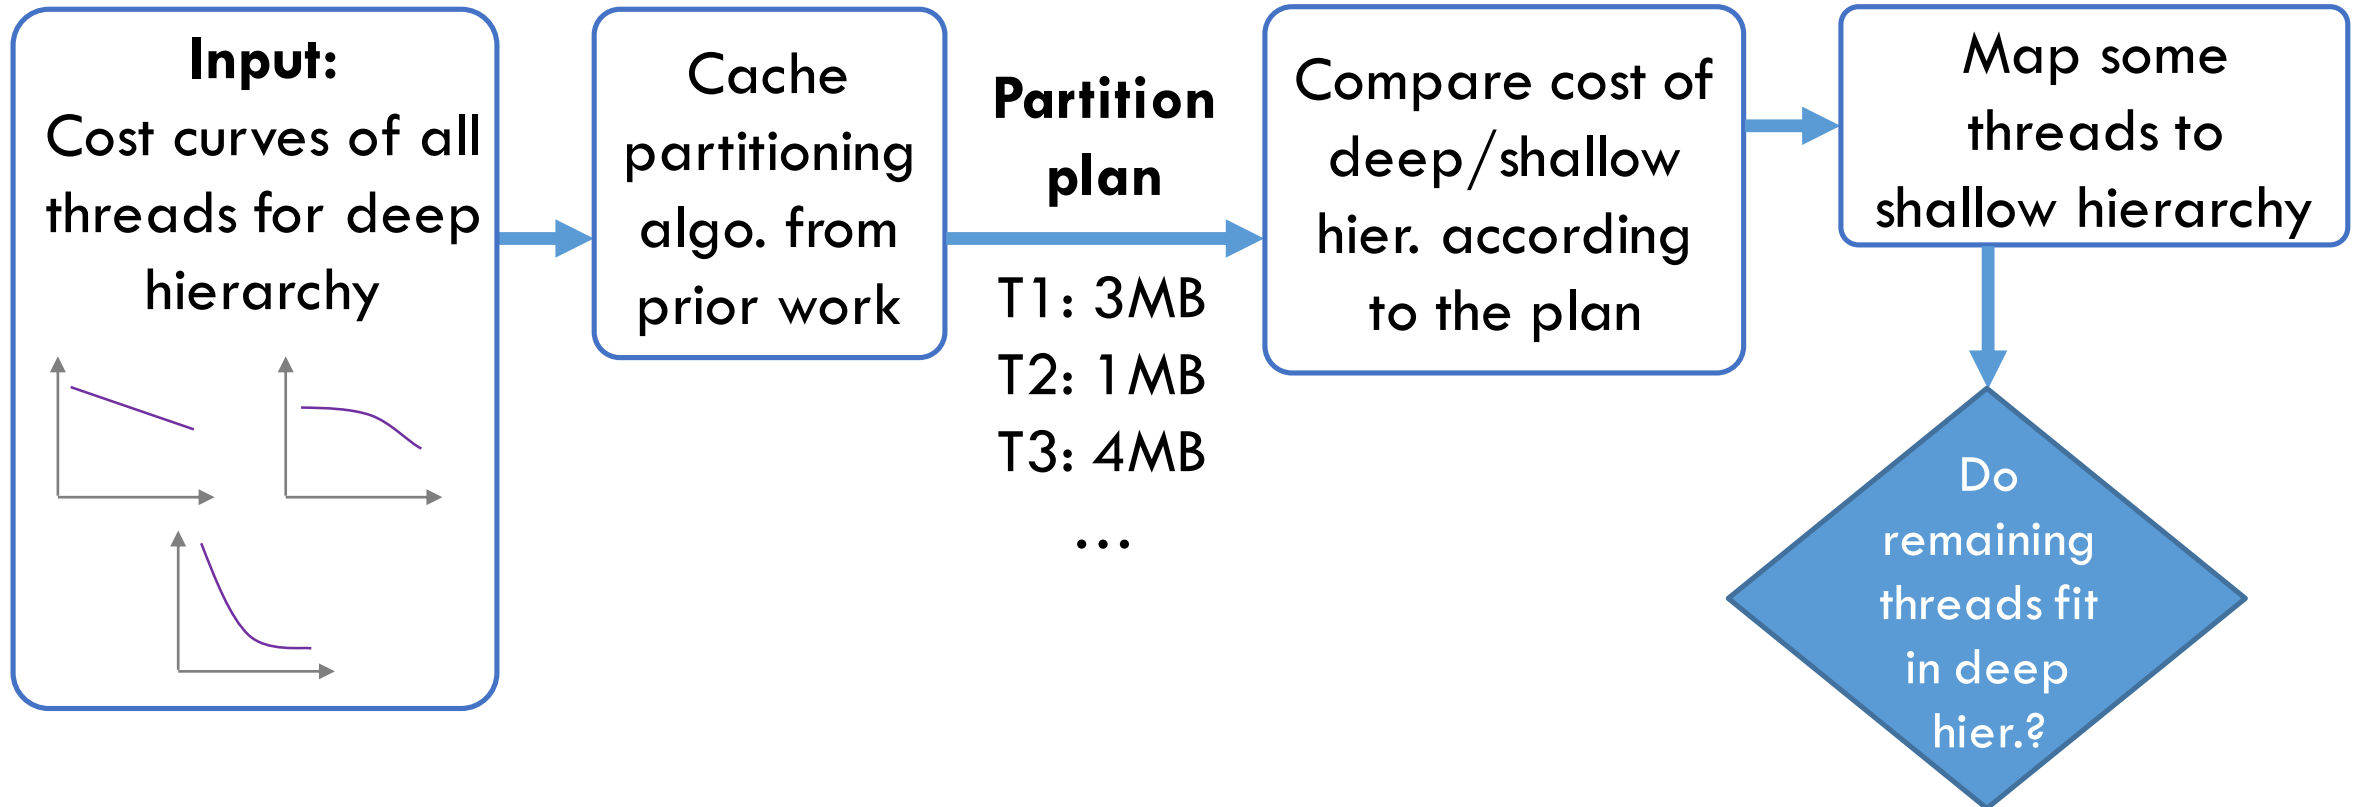 Input:
Cost curves of all
threads for deep
hierarchy
Cache
partitioning
algo. from
prior work
Partition
plan
T1: 3MB
T2: 1MB
T3: 4MB
...
Compare cost of
deep/shallow
hier. according
to the plan
Map some
threads to
shallow hierarchy
Do
remaining
threads fit
in deep
hier.?